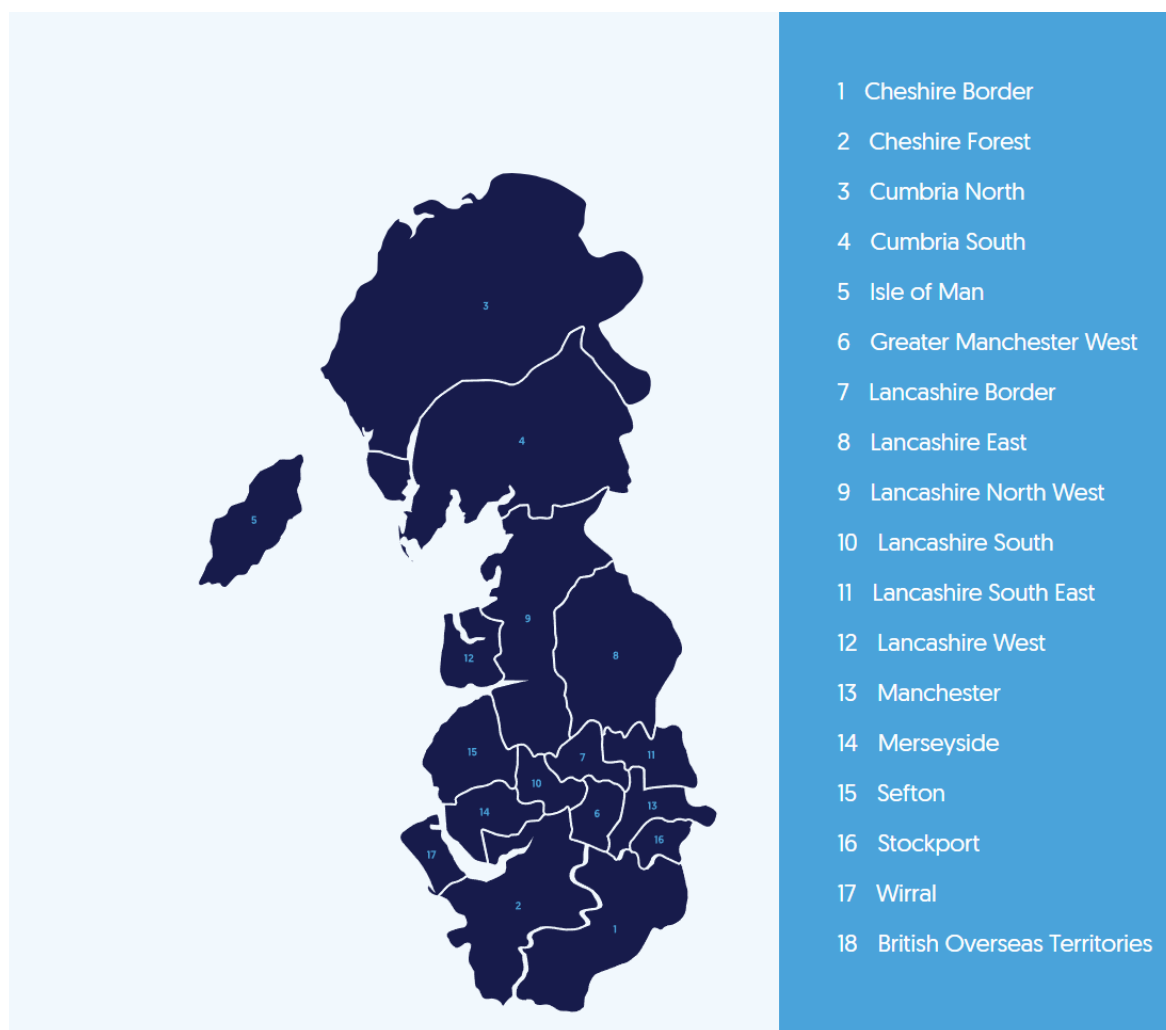 3
4
5
9
8
12
15
7
11
10
14
6
13
16
17
2
1
1 Cheshire Border
2 Cheshire Forest
3 Cumbria North
4 Cumbria South
5 Isle of Man
6 Greater Manchester West
7 Lancashire Border
8 Lancashire East
9 Lancashire North West
10 Lancashire South
11 Lancashire South East
12 Lancashire West
13 Manchester
14 Merseyside
15 Sefton
16 Stockport
17 Wirral
18 British Overseas Territories